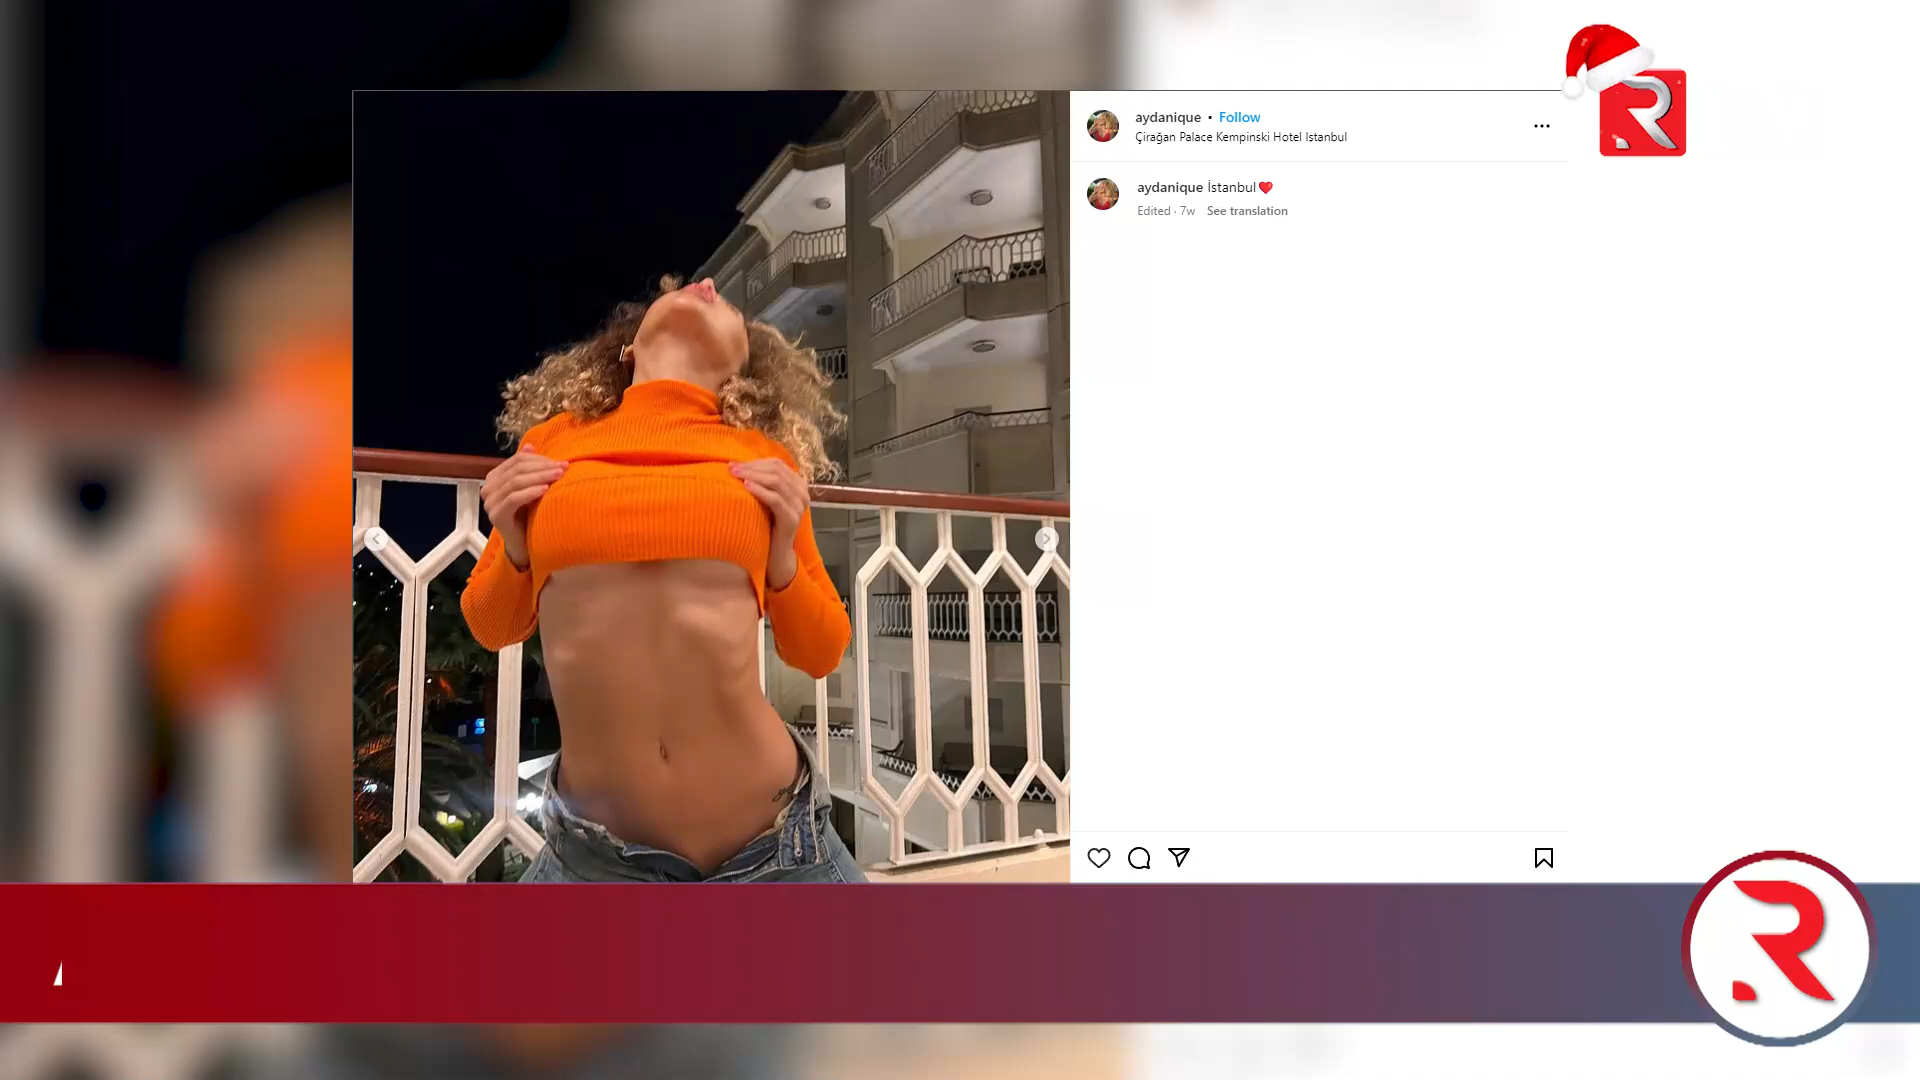 aydanique • Follow
Çırağan Palace Kempinski Hotel Istanbul
aydanique İstanbul❤️
Edited · 7w See translation
R
R